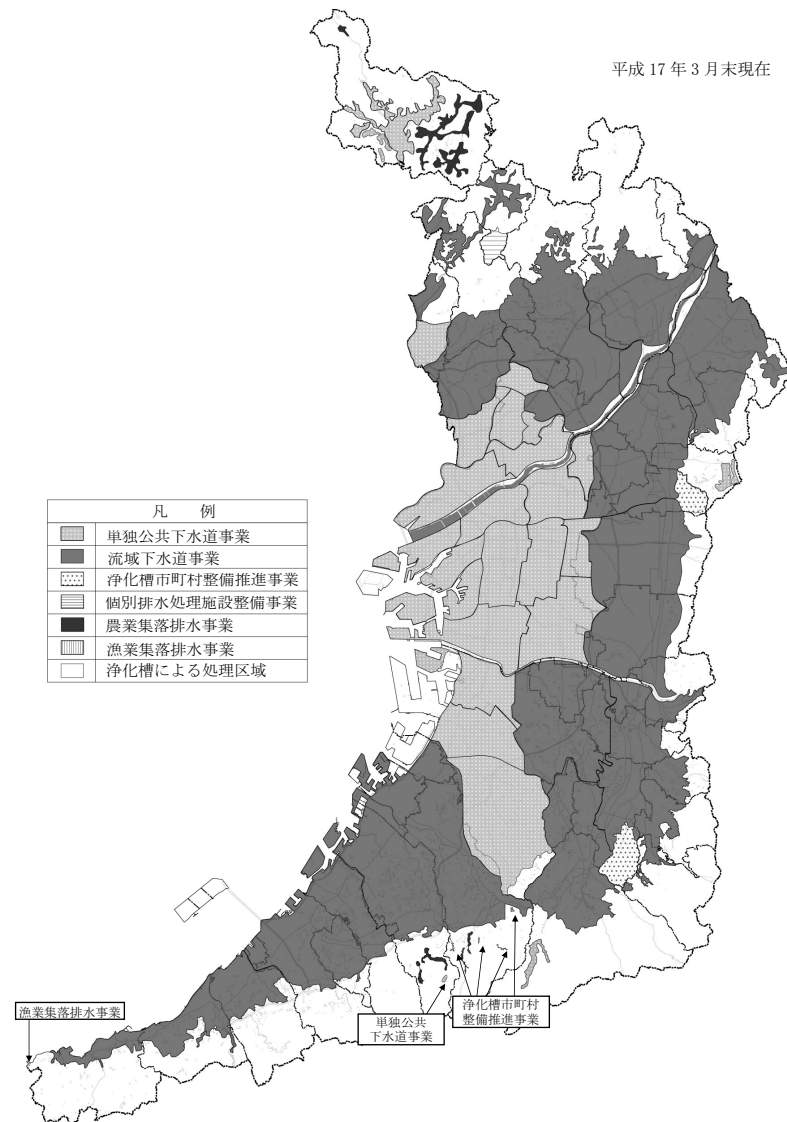 平成 17 年 3 月末現在
凡 例
単独公共下水道事業
流域下水道事業
浄化槽市町村整備推進事業
個別排水処理施設整備事業
農業集落排水事業
漁業集落排水事業
浄化槽による処理区域
漁業集落排水事業
単独公共
下水道事業
浄化槽市町村
整備推進事業